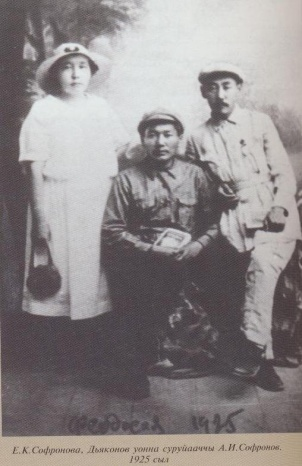 Феодосия 1925
Е.К.Софронова, Дьяконов уонна суруйааччы А.И.Софронов.
1925 сыл